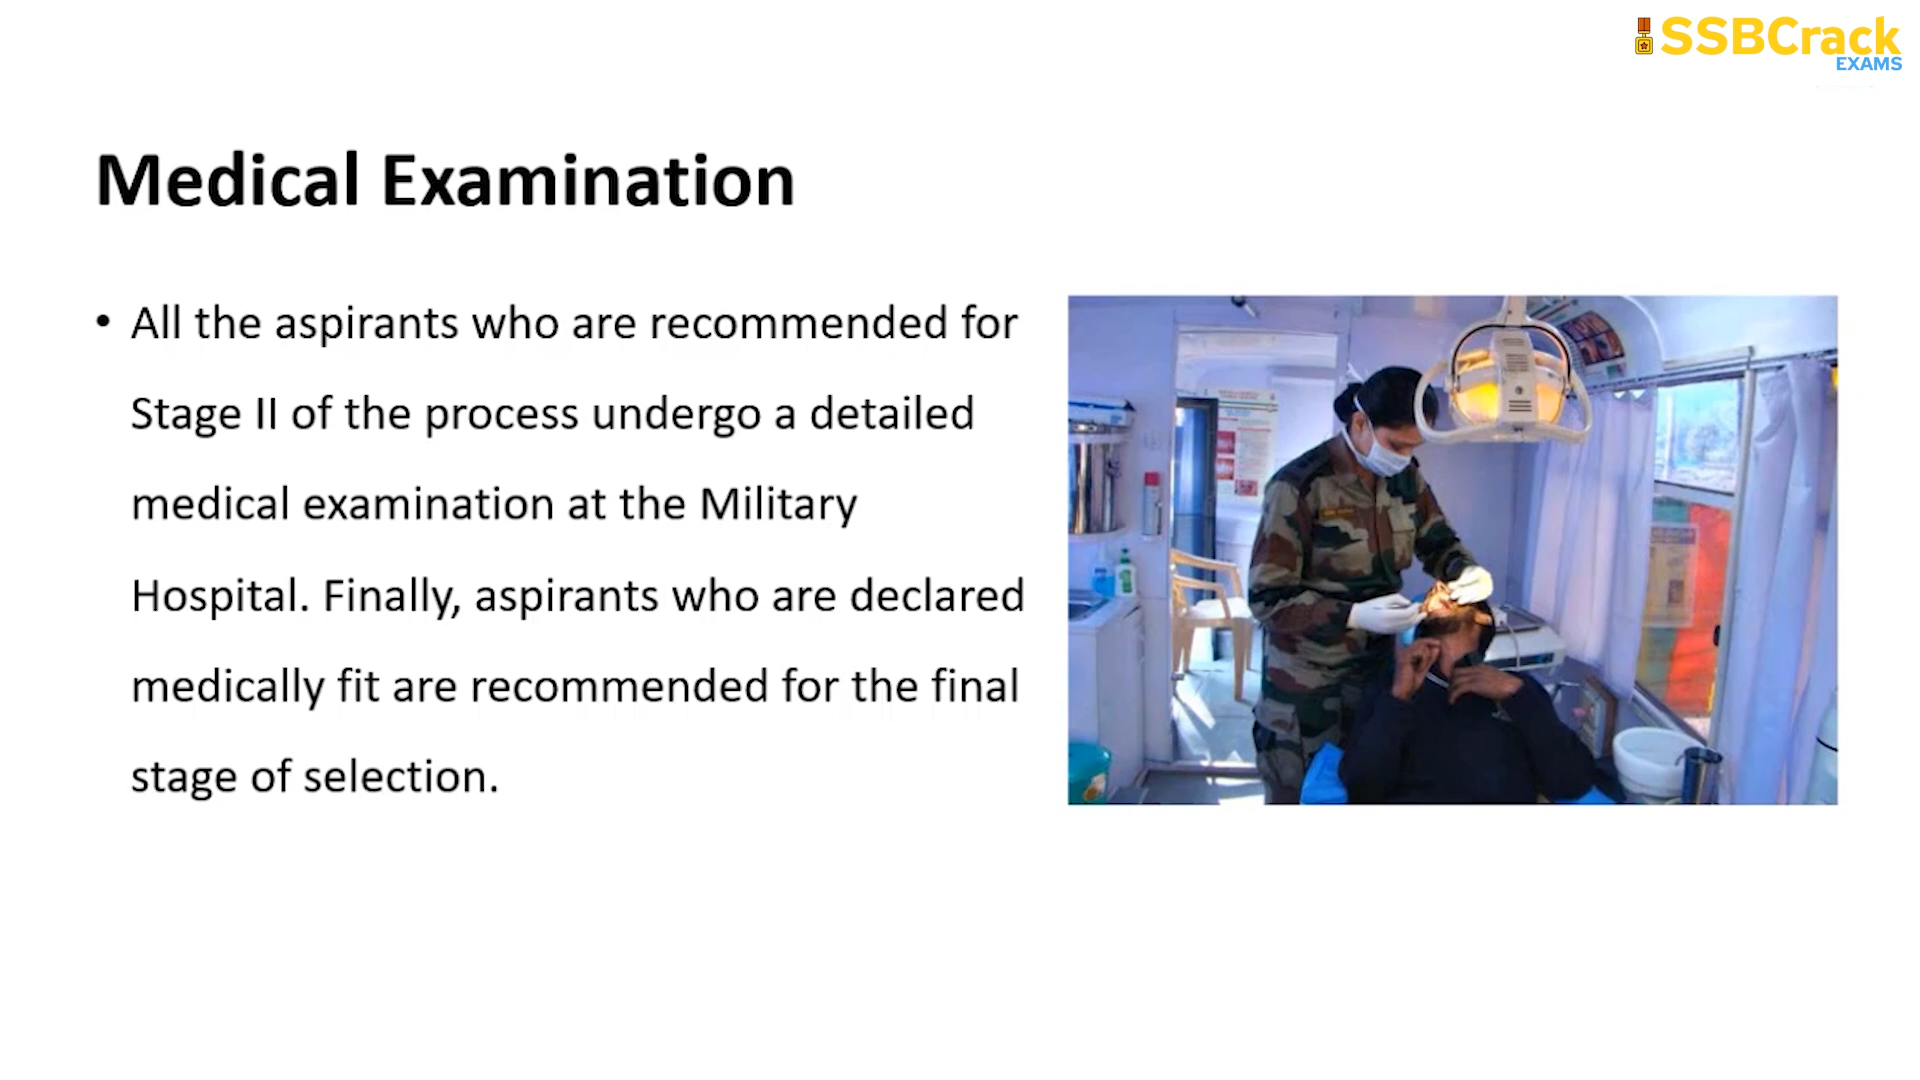 SSBCrack
EXAMS
Medical Examination
• All the aspirants who are recommended for
Stage II of the process undergo a detailed
medical examination at the Military
Hospital. Finally, aspirants who are declared
medically fit are recommended for the final
stage of selection.